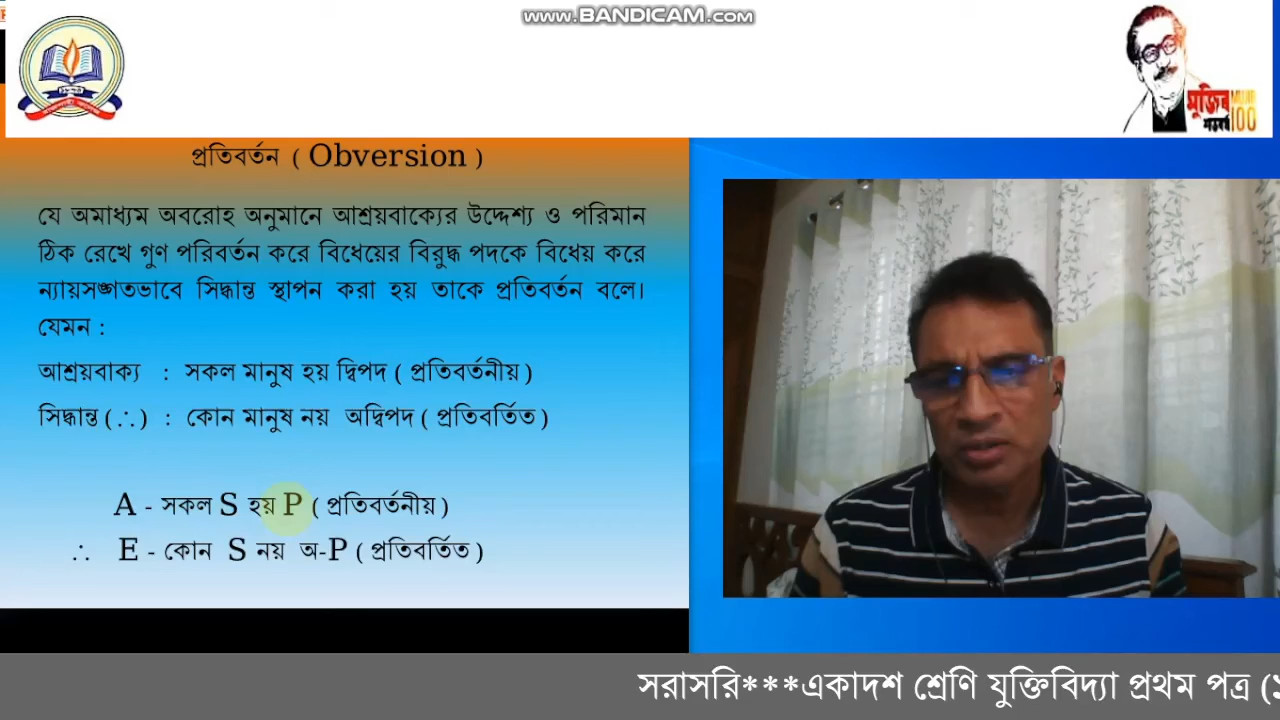 www.BANDICAM.com
মুজিব
শতবর্ষ
100
প্রতিবর্তন ( Obversion )
যে অমাধ্যম অবরোহ অনুমানে আশ্রয়বাক্যের উদ্দেশ্য ও পরিমান
ঠিক রেখে গুণ পরিবর্তন করে বিধেয়ের বিরুদ্ধ পদকে বিধেয় করে
ন্যায়সঙ্গতভাবে সিদ্ধান্ত স্থাপন করা হয় তাকে প্রতিবর্তন বলে।
যেমন :
আশ্রয়বাক্য : সকল মানুষ হয় দ্বিপদ ( প্রতিবর্তনীয় )
সিদ্ধান্ত (∴) : কোন মানুষ নয় অদ্বিপদ ( প্রতিবর্তিত )
A - সকল S হয় P ( প্রতিবর্তনীয় )
∴ E - কোন S নয় অ-P ( প্রতিবর্তিত )
সরাসরি***একাদশ শ্রেণি যুক্তিবিদ্যা প্রথম পত্র (১